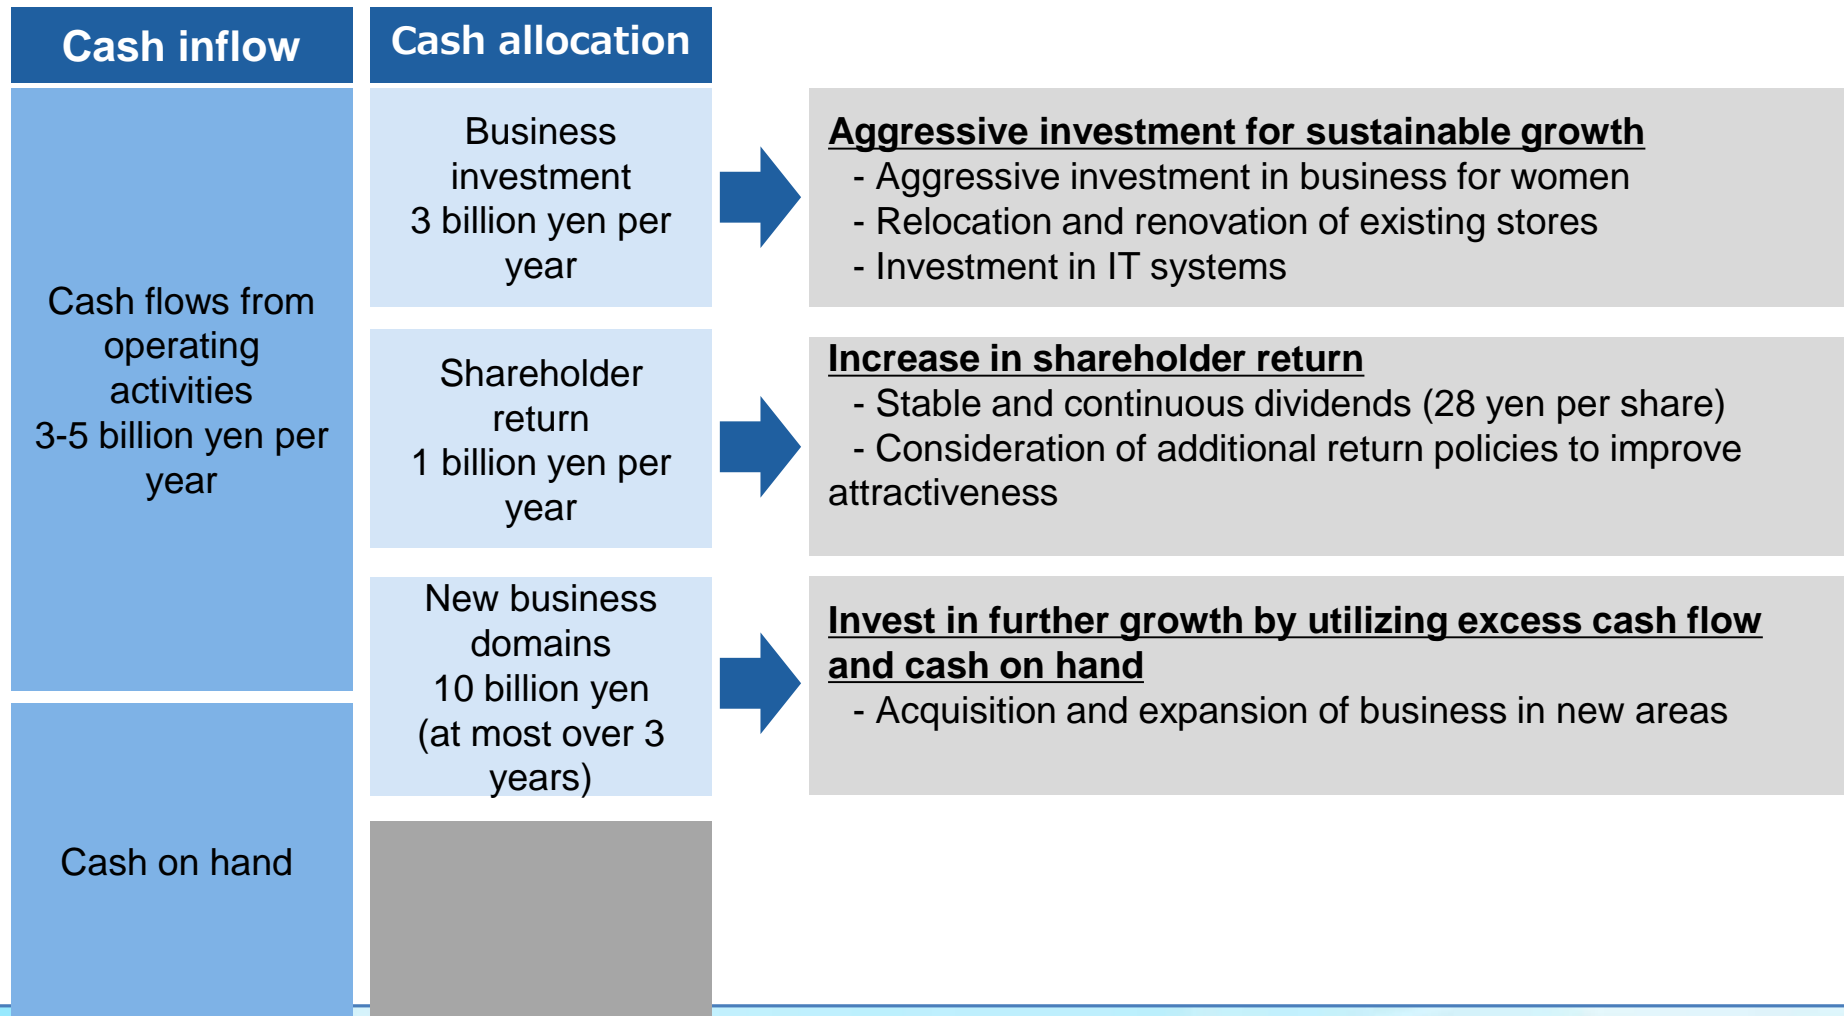 Cash inflow
Cash allocation
Cash flows from
operating
activities
3-5 billion yen per
year
Cash on hand
Business
investment
3 billion yen per
year
Shareholder
return
1 billion yen per
year
New business
domains
10 billion yen
(at most over 3
years)
Aggressive investment for sustainable growth
- Aggressive investment in business for women
- Relocation and renovation of existing stores
- Investment in IT systems
Increase in shareholder return
- Stable and continuous dividends (28 yen per share)
- Consideration of additional return policies to improve
attractiveness
Invest in further growth by utilizing excess cash flow
and cash on hand
- Acquisition and expansion of business in new areas